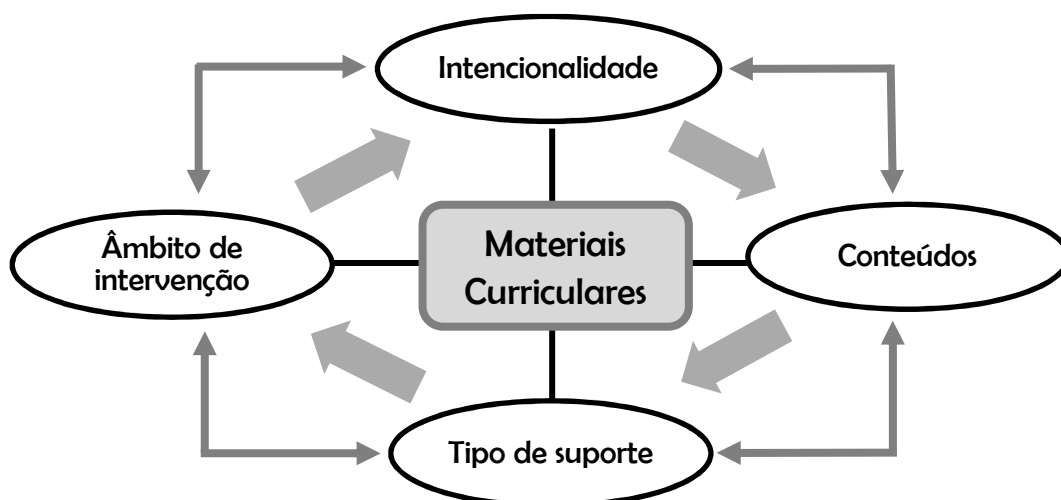 Intencionalidade
Âmbito de
intervenção
Materiais
Curriculares
Conteúdos
Tipo de suporte